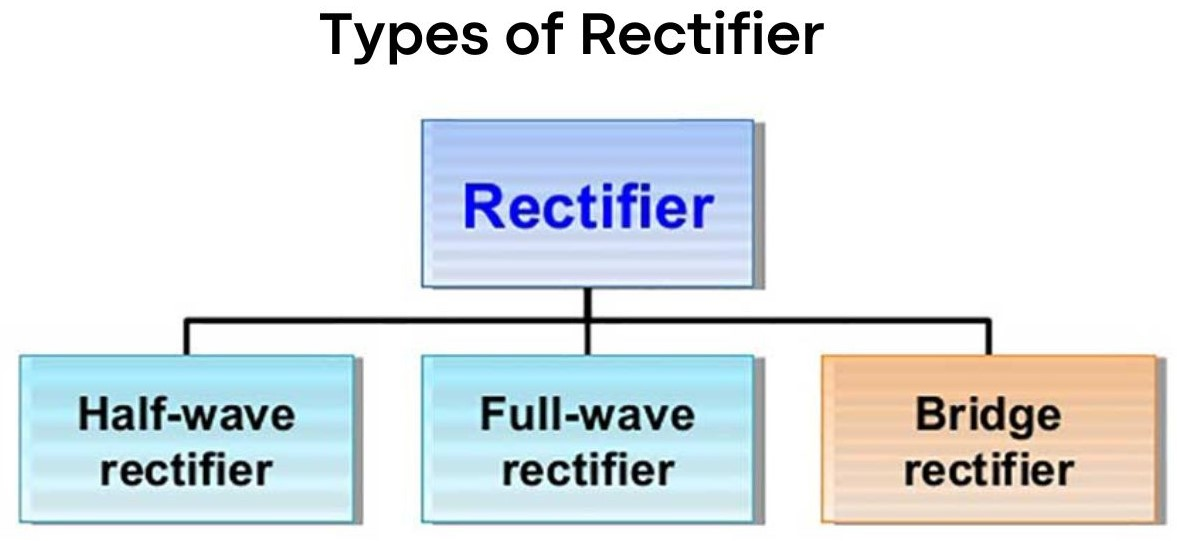 Types of Rectifier
Rectifier
Half-wave
rectifier
Full-wave
rectifier
Bridge
rectifier